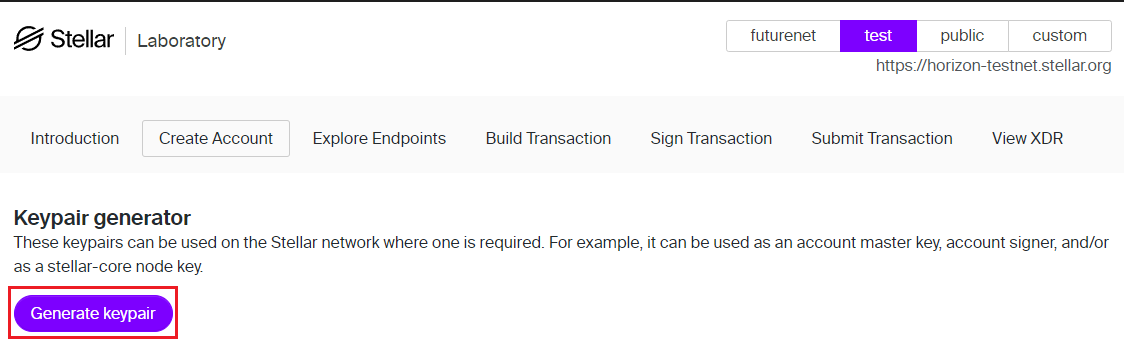 Stellar Laboratory
futurenet test public custom
https://horizon-testnet.stellar.org
Introduction Create Account Explore Endpoints Build Transaction Sign Transaction Submit Transaction View XDR
Keypair generator
These keypairs can be used on the Stellar network where one is required. For example, it can be used as an account master key, account signer, and/or
as a stellar-core node key.
Generate keypair